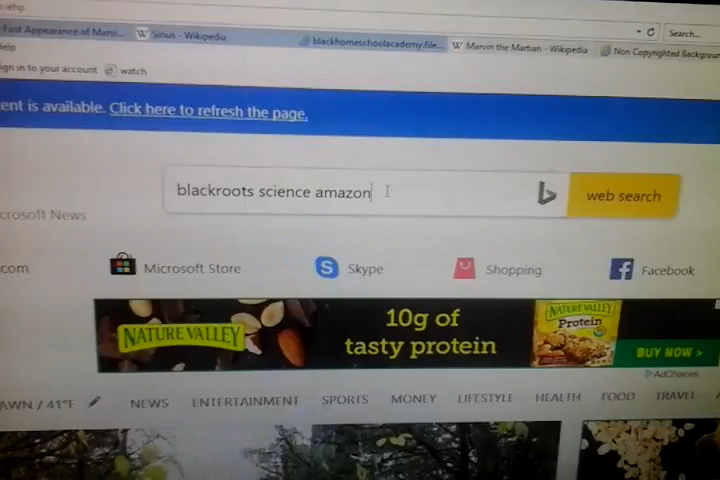 iehp
First Appearance of Marvi... Sirius - Wikipedia blackhomeschoolacademy.file... Marvin the Martian - Wikipedia Non Copyrighted Background
Search...
Help
ign in to your account watch
ent is available. Click here to refresh the page.
blackroots science amazon web search
crosoft News
com Microsoft Store Skype Shopping Facebook
NATURE VALLEY 10g of tasty protein NATURE VALLEY Protein BUY NOW >
AdChoices
AWN / 41°F NEWS ENTERTAINMENT SPORTS MONEY LIFESTYLE HEALTH FOOD TRAVEL